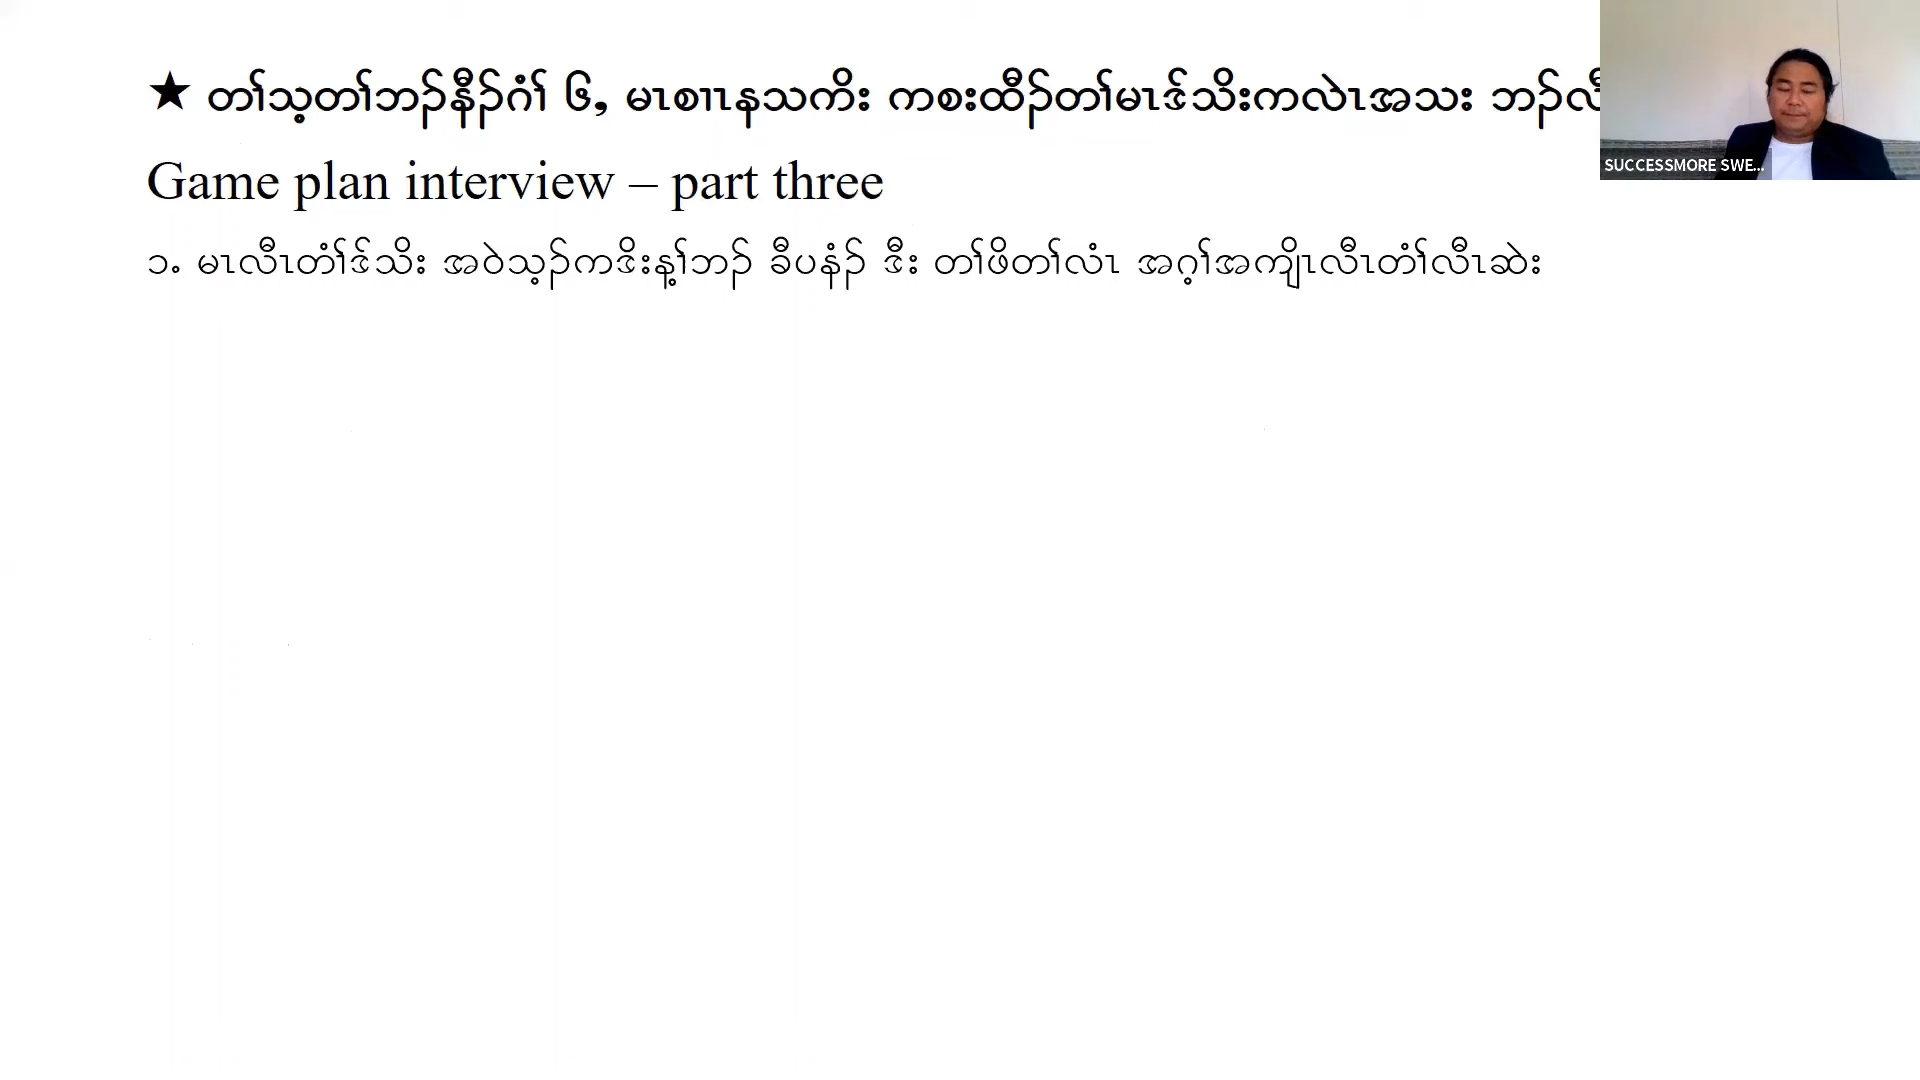 ★ တၢ်သ့တၢ်ဘၣ်နီၣ်ဂံၢ် ၆, မၤစၢၤနသကိး ကစးထီၣ်တၢ်မၤဒ်သိးကလဲၤအသး ဘၣ်လီ
Game plan interview – part three
၁. မၤလီၤတံၢ်ဒ်သိး အဝဲသ့ၣ်ကဒိးန့ၢ်ဘၣ် ခီပနံၣ် ဒီး တၢ်ဖိတၢ်လံၤ အဂ့ၢ်အကျိၤလီၤတံၢ်လီၤဆဲး
SUCCESSMORE SWE...